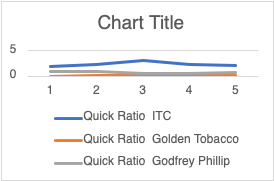 Chart Title
5
0
1 2 3 4 5
Quick Ratio ITC
Quick Ratio Golden Tobacco
Quick Ratio Godfrey Phillip